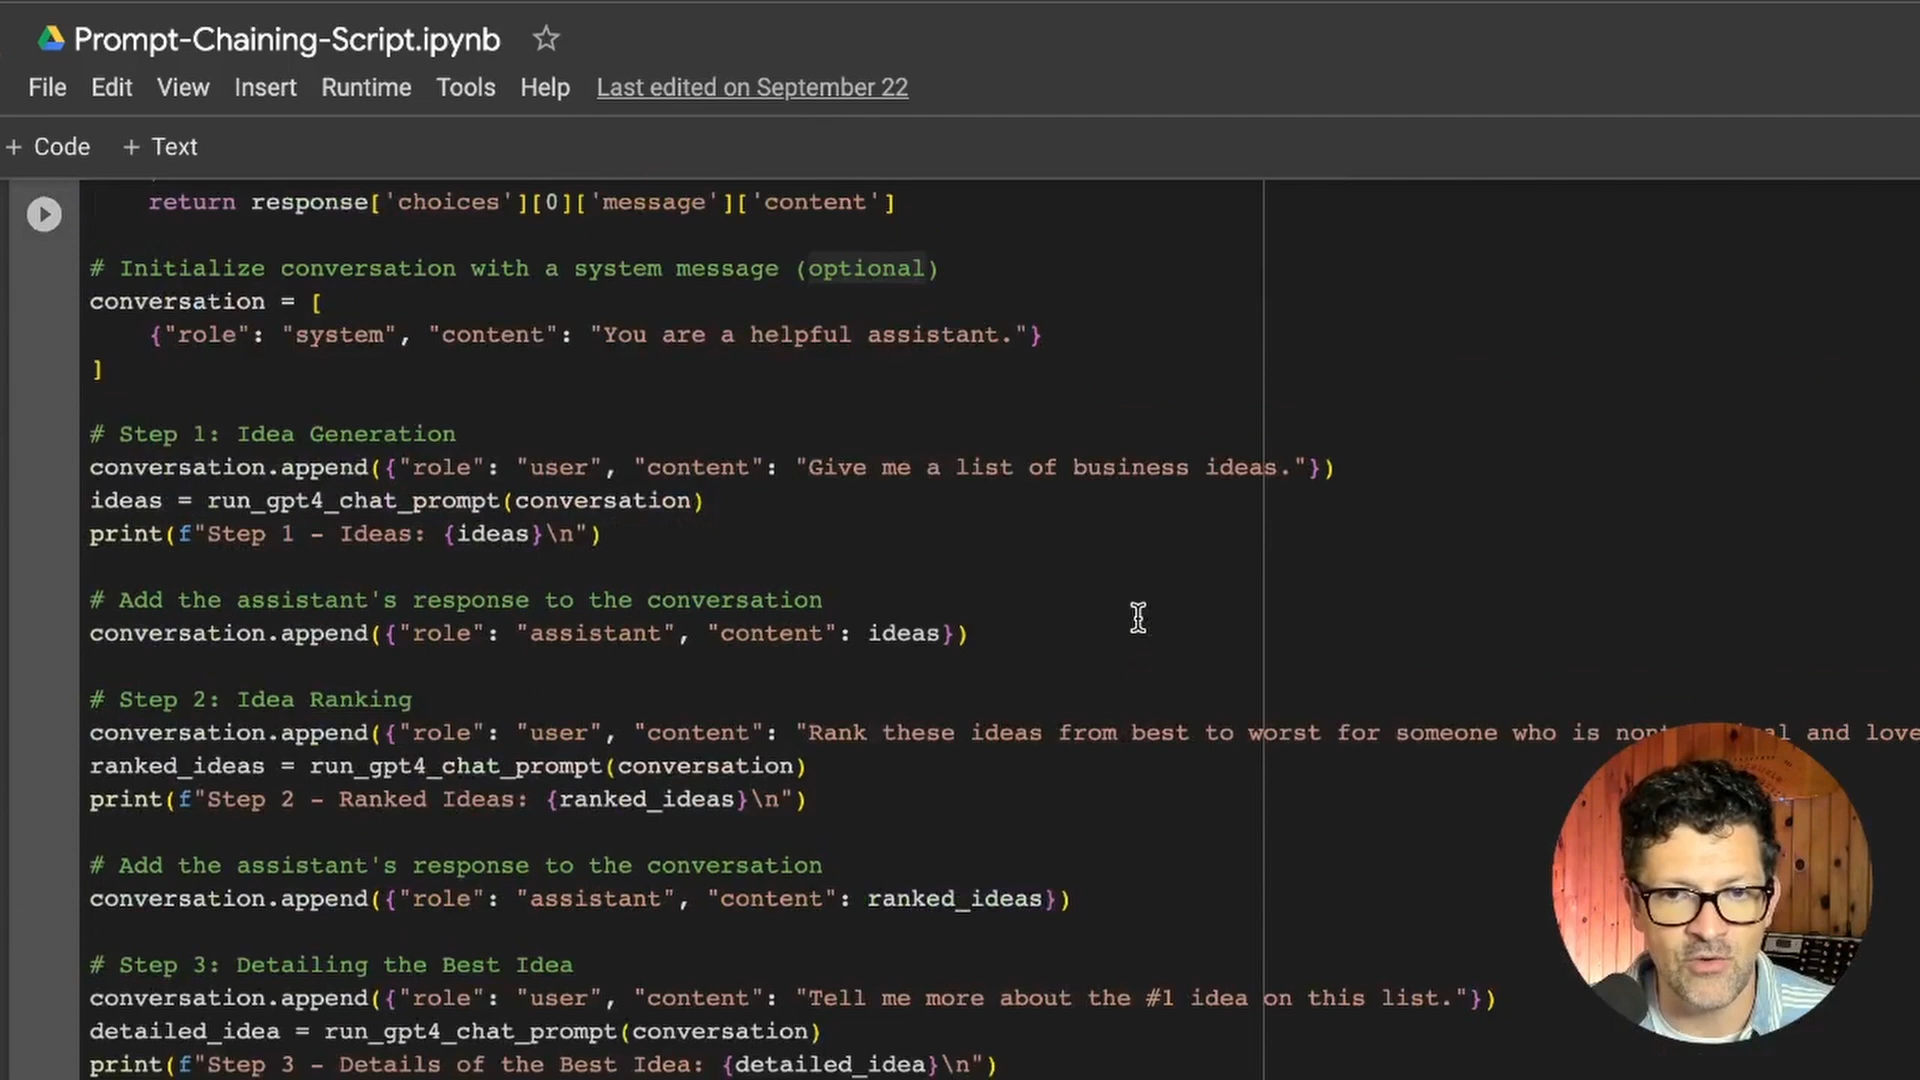 Prompt-Chaining-Script.ipynb
File Edit View Insert Runtime Tools Help Last edited on September 22
+ Code + Text
return response['choices'][0]['message']['content']
# Initialize conversation with a system message (optional)
conversation = [
{"role": "system", "content": "You are a helpful assistant."}
]
# Step 1: Idea Generation
conversation.append({"role": "user", "content": "Give me a list of business ideas."})
ideas = run_gpt4_chat_prompt(conversation)
print(f"Step 1 - Ideas: {ideas}\n")
# Add the assistant's response to the conversation
conversation.append({"role": "assistant", "content": ideas})
# Step 2: Idea Ranking
conversation.append({"role": "user", "content": "Rank these ideas from best to worst for someone who is and love
ranked_ideas = run_gpt4_chat_prompt(conversation)
print(f"Step 2 - Ranked Ideas: {ranked_ideas}\n")
# Add the assistant's response to the conversation
conversation.append({"role": "assistant", "content": ranked_ideas})
# Step 3: Detailing the Best Idea
conversation.append({"role": "user", "content": "Tell me more about the #1 idea on this list."})
detailed_idea = run_gpt4_chat_prompt(conversation)
print(f"Step 3 - Details of the Best Idea: {detailed_idea}\n")